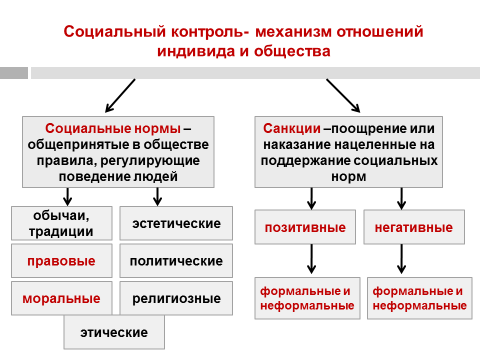 Социальный контроль- механизм отношений
индивида и общества
Социальные нормы –
общепринятые в обществе
правила, регулирующие
поведение людей
Санкции –поощрение или
наказание нацеленные на
поддержание социальных
норм
обычаи,
традиции
эстетические
правовые
политические
моральные
религиозные
этические
позитивные
негативные
формальные и
неформальные
формальные и
неформальные